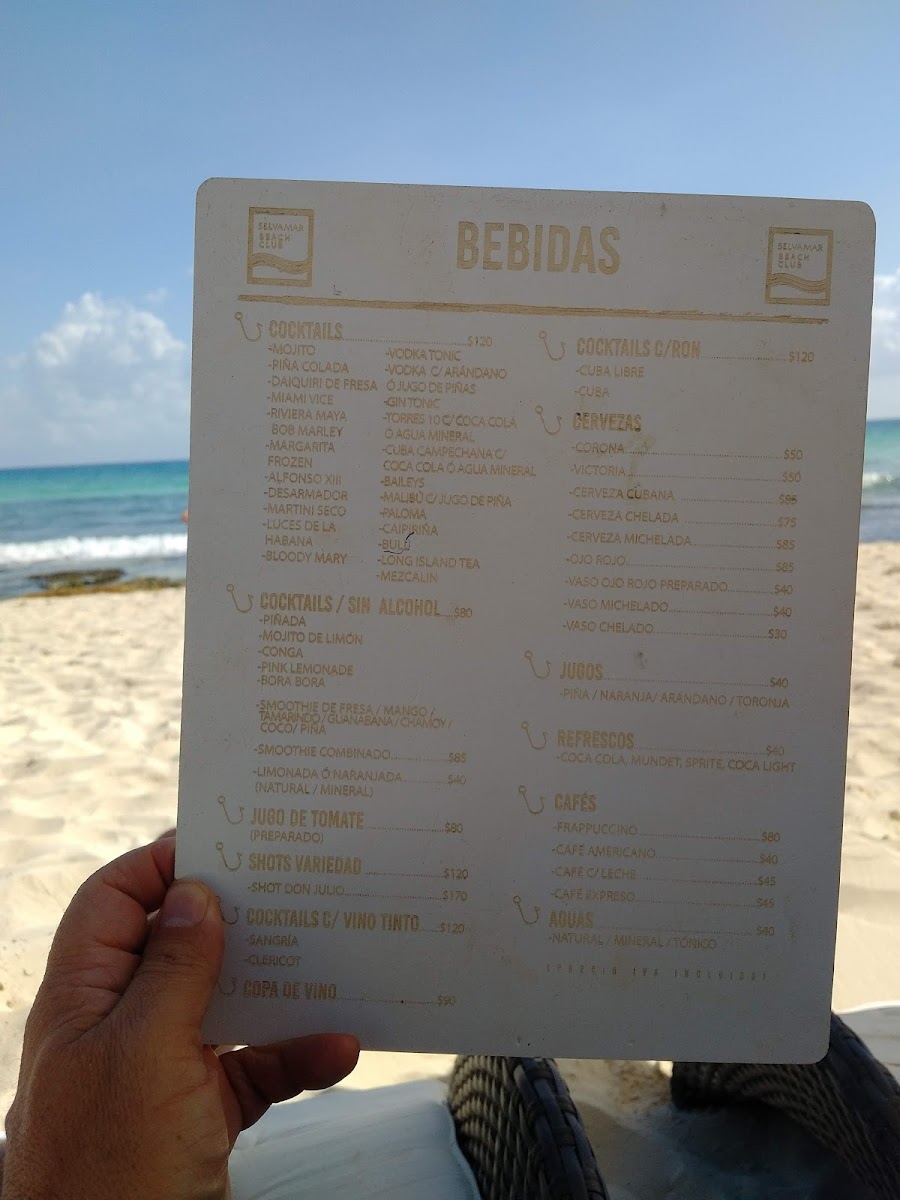 SELVAMAR
BEACH
CLUB
BEBIDAS
SELVAMAR
BEACH
CLUB
COCKTAILS $120
-MOJITO
-PIÑA COLADA
-DAIQUIRI DE FRESA
-MIAMI VICE
-RIVIERA MAYA
BOB MARLEY
-MARGARITA
FROZEN
-ALFONSO XIII
-DESARMADOR
-MARTINI SECO
-LUCES DE LA
HABANA
-BLOODY MARY
-VODKA TONIC
-VODKA C/ ARÁNDANO
Ó JUGO DE PIÑAS
-GIN TONIC
-TORRES 10 C/ COCA COLA
Ó AGUA MINERAL
-CUBA CAMPECHANA C/
COCA COLA Ó AGUA MINERAL
-BAILEYS
-MALIBÚ C/ JUGO DE PIÑA
-PALOMA
-CAIPIRIÑA
-BULÚ
-LONG ISLAND TEA
-MEZCALIN
COCKTAILS / SIN ALCOHOL $80
-PIÑADA
-MOJITO DE LIMÓN
-CONGA
-PINK LEMONADE
-BORA BORA
-SMOOTHIE DE FRESA / MANGO /
TAMARINDO / GUANABANA / CHAMOY /
COCO/ PIÑA
-SMOOTHIE COMBINADO $85
-LIMONADA Ó NARANJADA $40
(NATURAL / MINERAL)
JUGO DE TOMATE $80
(PREPARADO)
SHOTS VARIEDAD $120
-SHOT DON JULIO $170
COCKTAILS C/ VINO TINTO $120
-SANGRÍA
-CLERICOT
COPA DE VINO $90
COCKTAILS C/RON $120
-CUBA LIBRE
-CUBA
CERVEZAS
-CORONA $50
-VICTORIA $50
-CERVEZA CUBANA $85
-CERVEZA CHELADA $75
-CERVEZA MICHELADA $85
-OJO ROJO $85
-VASO OJO ROJO PREPARADO $40
-VASO MICHELADO $40
-VASO CHELADO $30
JUGOS $40
-PIÑA / NARANJA/ ARÁNDANO / TORONJA
REFRESCOS $40
-COCA COLA, MUNDET, SPRITE, COCA LIGHT
CAFÉS
-FRAPPUCCINO $80
-CAFÉ AMERICANO $40
-CAFÉ C/ LECHE $45
-CAFÉ EXPRESO $45
AGUAS $40
-NATURAL / MINERAL / TÓNICO
IVA INCLUIDO*